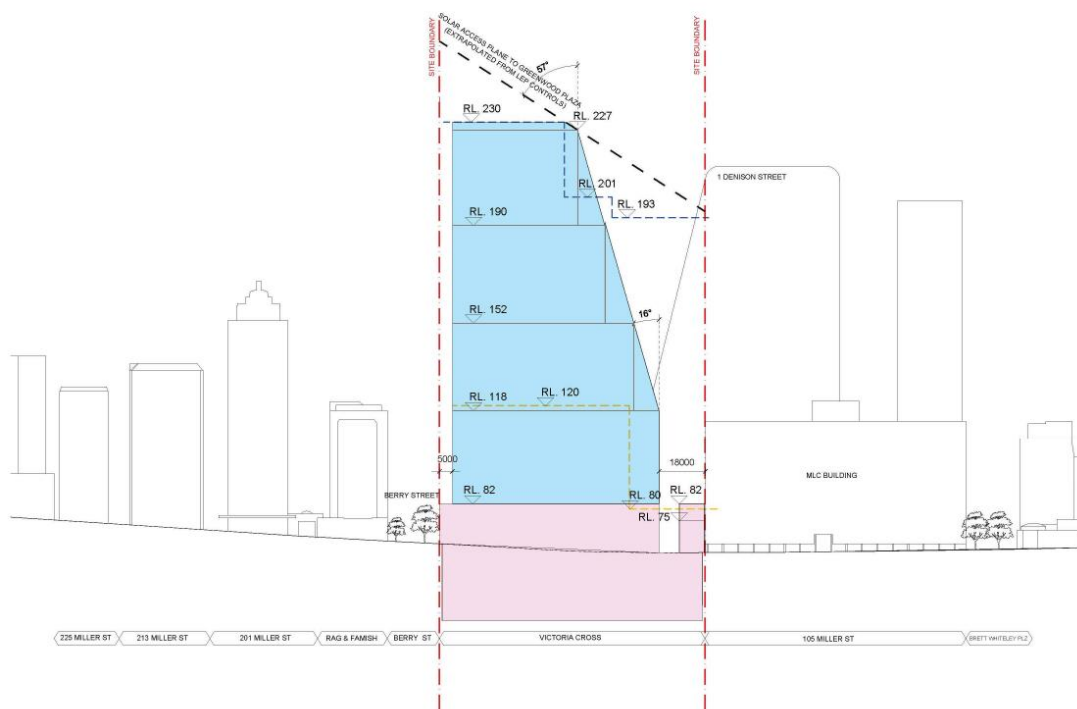 SITE BOUNDARY
SITE BOUNDARY
SOLAR ACCESS PLANE TO GREENWOOD PLAZA
(EXTRAPOLATED FROM LEP CONTROLS)
57°
RL. 230
RL. 227
1 DENISON STREET
RL. 201
RL. 193
RL. 190
RL. 152
16°
RL. 120
RL. 118
5000
18000
MLC BUILDING
RL. 82
RL. 80
RL. 82
BERRY STREET
RL. 75
225 MILLER ST
213 MILLER ST
201 MILLER ST
RAG & FAMISH
BERRY ST
VICTORIA CROSS
105 MILLER ST
BRETT WHITELEY PLZ